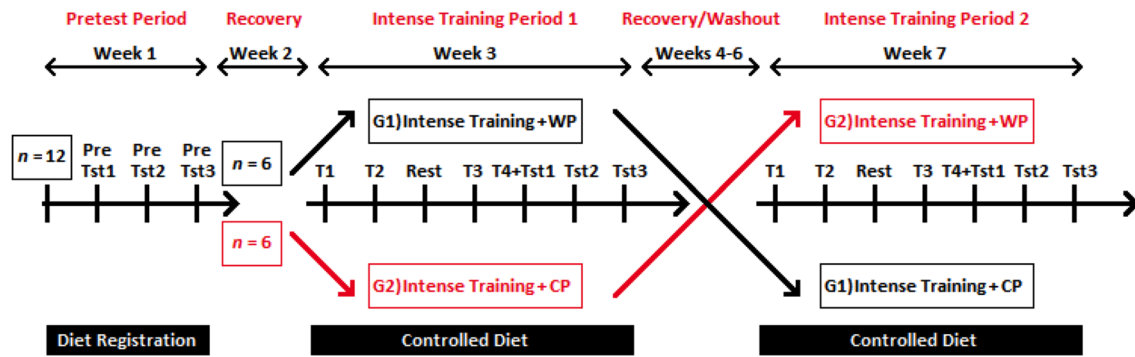 Pretest Period Recovery Intense Training Period 1 Recovery/Washout Intense Training Period 2
Week 1 Week 2 Week 3 Weeks 4-6 Week 7
G1)Intense Training + WP G2)Intense Training + WP
n = 12 Pre Pre Pre n = 6
Tst1 Tst2 Tst3 T1 T2 Rest T3 T4+Tst1 Tst2 Tst3 T1 T2 Rest T3 T4+Tst1 Tst2 Tst3
n = 6
G2)Intense Training + CP G1)Intense Training + CP
Diet Registration Controlled Diet Controlled Diet